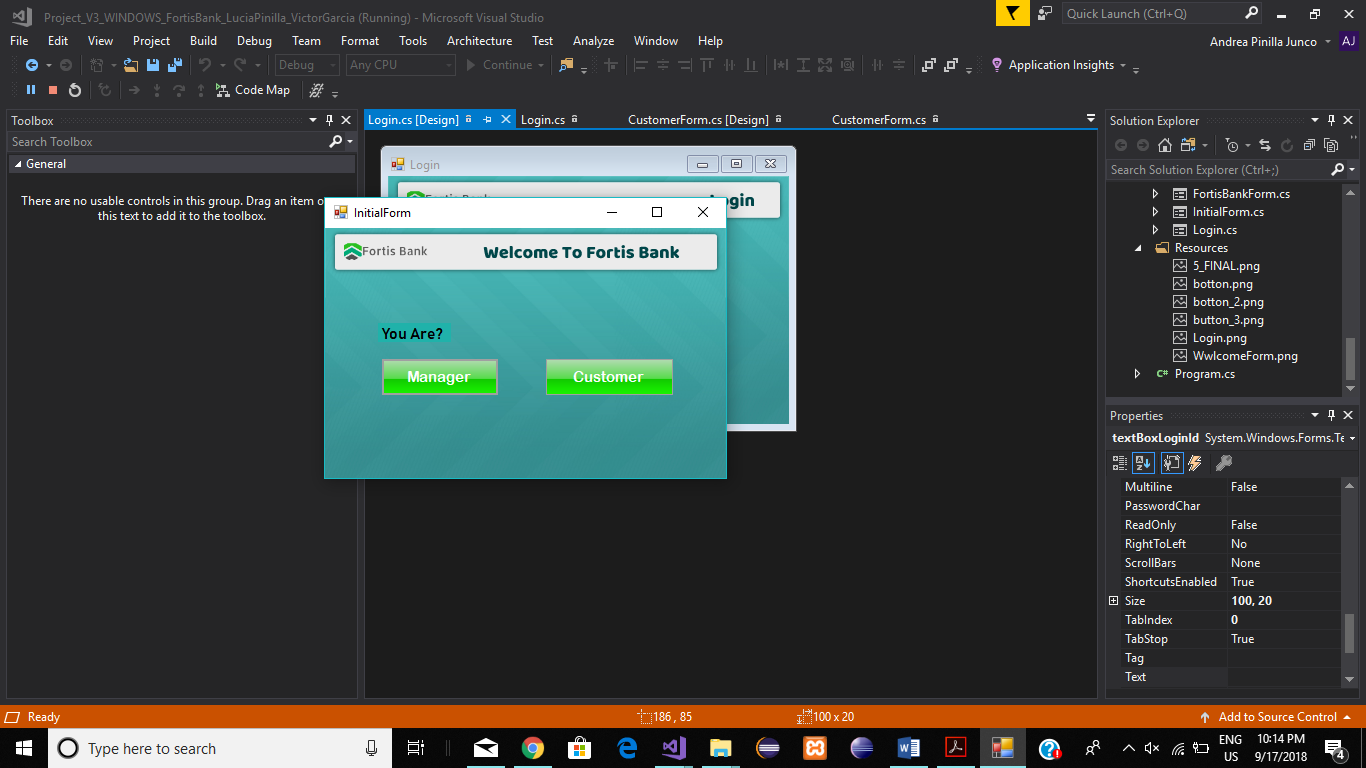 Project_V3_WINDOWS_FortisBank_LuciaPinilla_VictorGarcia (Running) - Microsoft Visual Studio
Quick Launch (Ctrl+Q)
File Edit View Project Build Debug Team Format Tools Architecture Test Analyze Window Help
Andrea Pinilla Junco
AJ
Debug
Any CPU
Continue
Application Insights
Code Map
Toolbox
Search Toolbox
General
There are no usable controls in this group. Drag an item o
this text to add it to the toolbox.
Login.cs [Design]
Login.cs
CustomerForm.cs [Design]
CustomerForm.cs
Login
InitialForm
Fortis Bank
Welcome To Fortis Bank
You Are?
Manager
Customer
Solution Explorer
Search Solution Explorer (Ctrl+;)
FortisBankForm.cs
InitialForm.cs
Login.cs
Resources
5_FINAL.png
botton.png
botton_2.png
button_3.png
Login.png
WwlcomeForm.png
C# Program.cs
Properties
textBoxLoginId System.Windows.Forms.Te
Multiline False
PasswordChar
ReadOnly False
RightToLeft No
ScrollBars None
ShortcutsEnabled True
Size 100, 20
TabIndex 0
TabStop True
Tag
Text
Ready
186 , 85
100 x 20
Add to Source Control
Type here to search
ENG
US
10:14 PM
9/17/2018
4